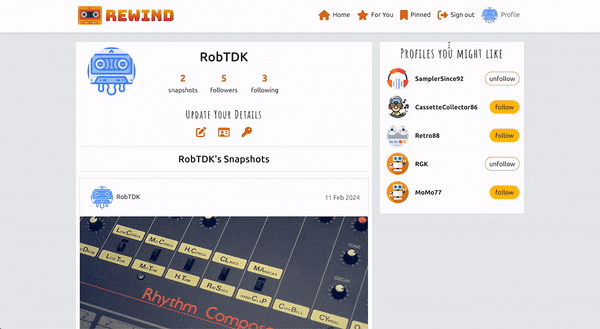 REWIND
Home
For You
Pinned
Sign out
Profile
RobTDK
2 5 3
snapshots followers following
Update Your Details
RobTDK's Snapshots
RobTDK
11 Feb 2024
Low Conga
Mid Conga
Hi Conga
CLaves
MAracas
Low Tom
Mid Tom
Hi Tom
Rim Shot
hand CLaP
Cow Bell
CYmbal
TONE
DECAY
Rhythm Compose
Profiles you might like
SamplerSince92 unfollow
CassetteCollector86 follow
Retro88 follow
RGK unfollow
MoMo77 follow